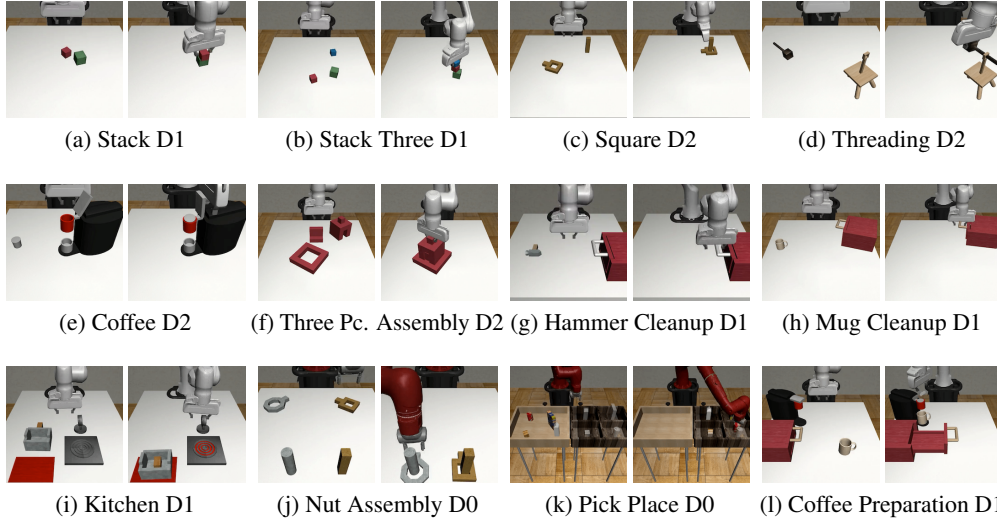 (a) Stack D1
(b) Stack Three D1
(c) Square D2
(d) Threading D2
(e) Coffee D2
(f) Three Pc. Assembly D2
(g) Hammer Cleanup D1
(h) Mug Cleanup D1
(i) Kitchen D1
(j) Nut Assembly D0
(k) Pick Place D0
(l) Coffee Preparation D1